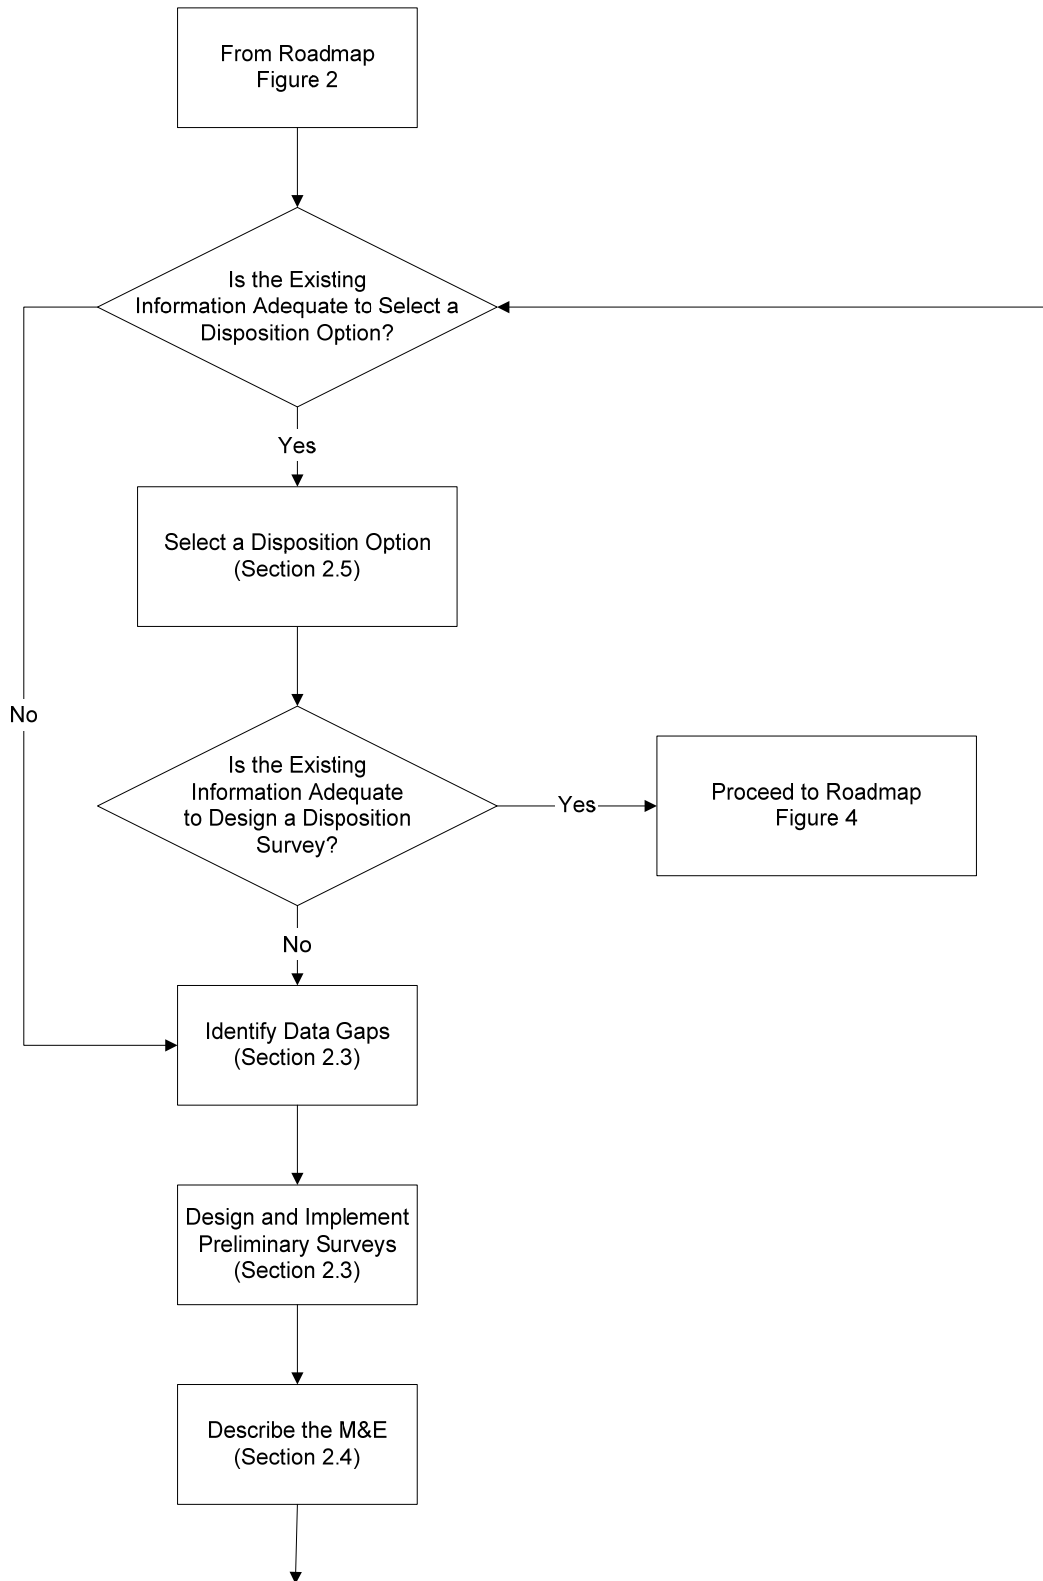 From Roadmap
Figure 2
Is the Existing
Information Adequate to Select a
Disposition Option?
Yes
Select a Disposition Option
(Section 2.5)
No
Is the Existing
Information Adequate
to Design a Disposition
Survey?
Yes
Proceed to Roadmap
Figure 4
No
Identify Data Gaps
(Section 2.3)
Design and Implement
Preliminary Surveys
(Section 2.3)
Describe the M&E
(Section 2.4)